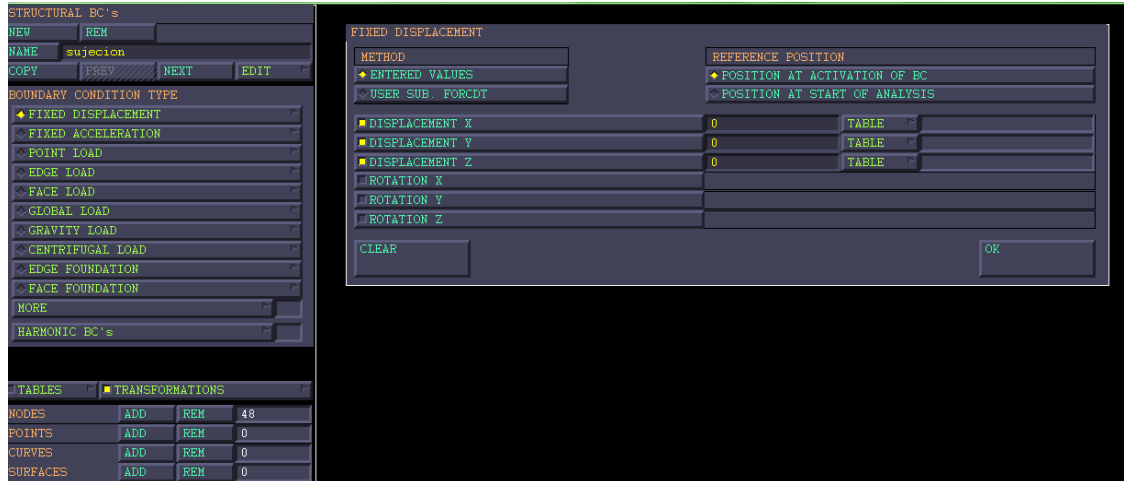 STRUCTURAL BC's
NEW REM
NAME sujecion
COPY PREV NEXT EDIT
BOUNDARY CONDITION TYPE
FIXED DISPLACEMENT
FIXED ACCELERATION
POINT LOAD
EDGE LOAD
FACE LOAD
GLOBAL LOAD
GRAVITY LOAD
CENTRIFUGAL LOAD
EDGE FOUNDATION
FACE FOUNDATION
MORE
HARMONIC BC's
TABLES TRANSFORMATIONS
NODES ADD REM 48
POINTS ADD REM 0
CURVES ADD REM 0
SURFACES ADD REM 0
FIXED DISPLACEMENT
METHOD
ENTERED VALUES
USER SUB. FORCDT
REFERENCE POSITION
POSITION AT ACTIVATION OF BC
POSITION AT START OF ANALYSIS
DISPLACEMENT X 0 TABLE
DISPLACEMENT Y 0 TABLE
DISPLACEMENT Z 0 TABLE
ROTATION X
ROTATION Y
ROTATION Z
CLEAR OK